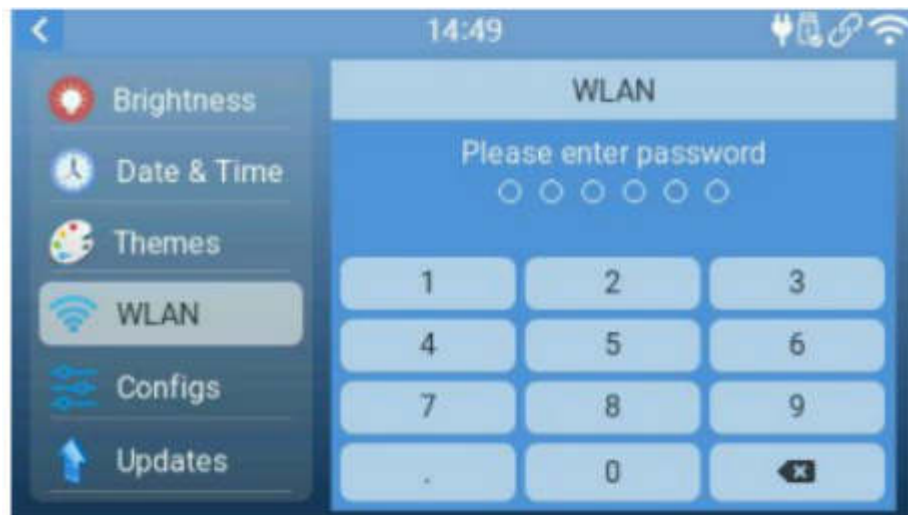 14:49
Brightness
Date & Time
Themes
WLAN
Configs
Updates
WLAN
Please enter password
1 2 3
4 5 6
7 8 9
. 0